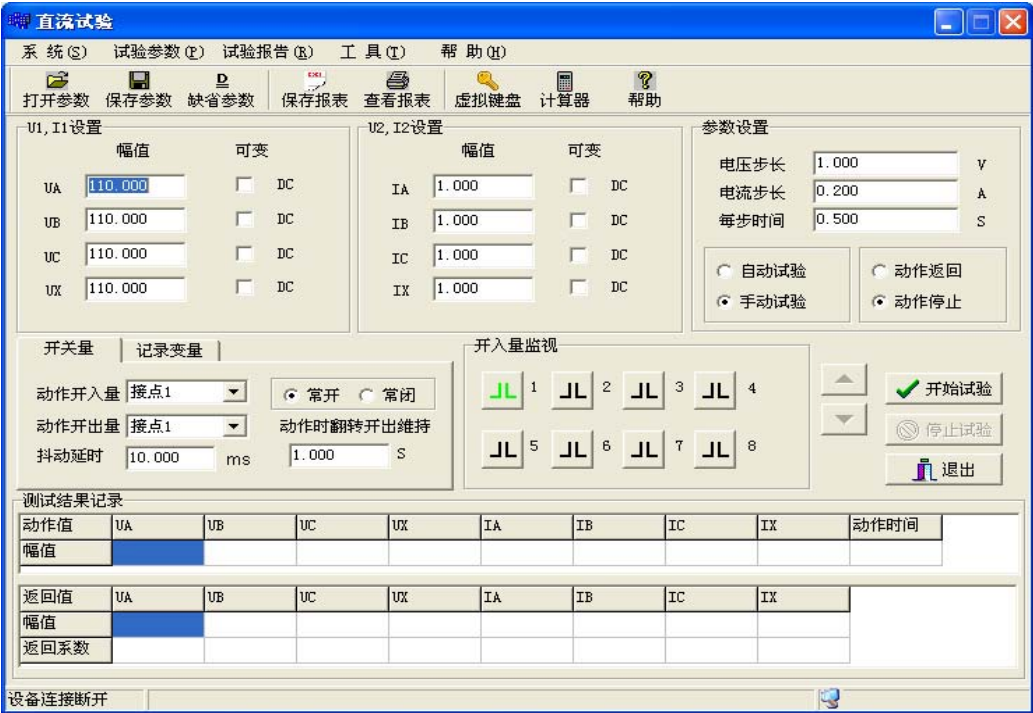 直流试验
系 统(S) 试验参数(P) 试验报告(R) 工 具(T) 帮 助(H)
打开参数 保存参数 缺省参数 保存报表 查看报表 虚拟键盘 计算器 帮助
U1,I1设置
幅值 可变
UA 110.000 DC
UB 110.000 DC
UC 110.000 DC
UX 110.000 DC
U2,I2设置
幅值 可变
IA 1.000 DC
IB 1.000 DC
IC 1.000 DC
IX 1.000 DC
参数设置
电压步长 1.000 V
电流步长 0.200 A
每步时间 0.500 S
自动试验 动作返回
手动试验 动作停止
开关量 记录变量
动作开入量 接点1 常开 常闭
动作开出量 接点1 动作时翻转开出维持
抖动延时 10.000 ms 1.000 S
开入量监视
1 2 3 4
5 6 7 8
开始试验
停止试验
退出
测试结果记录
动作值 UA UB UC UX IA IB IC IX 动作时间
幅值
返回值 UA UB UC UX IA IB IC IX
幅值
返回系数
设备连接断开